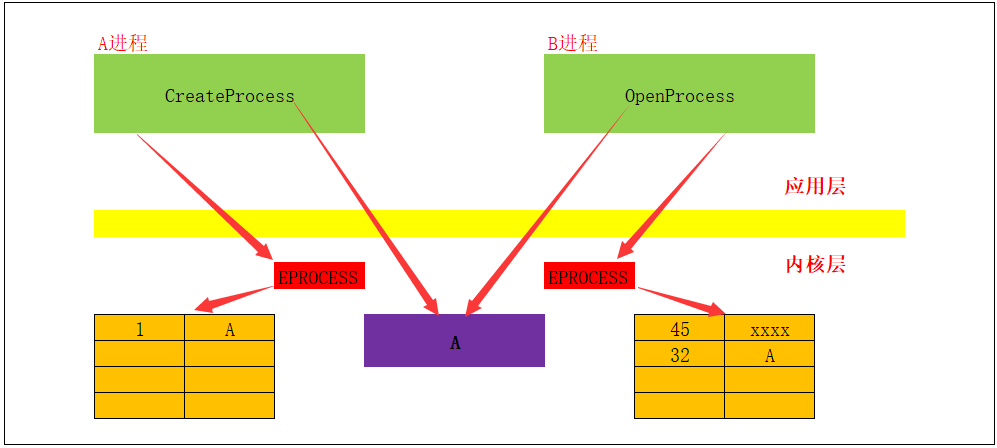 A进程
B进程
CreateProcess
OpenProcess
应用层
内核层
EPROCESS
EPROCESS
1 A
A
45 xxxx
32 A